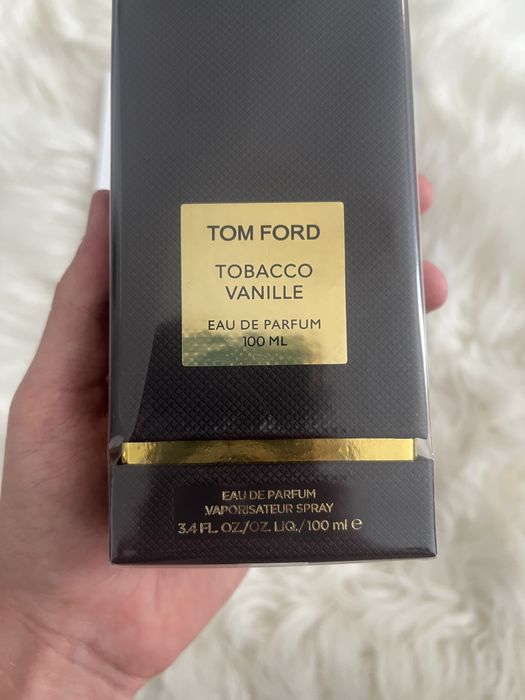 TOM FORD
TOBACCO
VANILLE
EAU DE PARFUM
100 ML
EAU DE PARFUM
VAPORISATEUR SPRAY
3.4 FL. OZ./OZ. LIQ./100 ml ℮